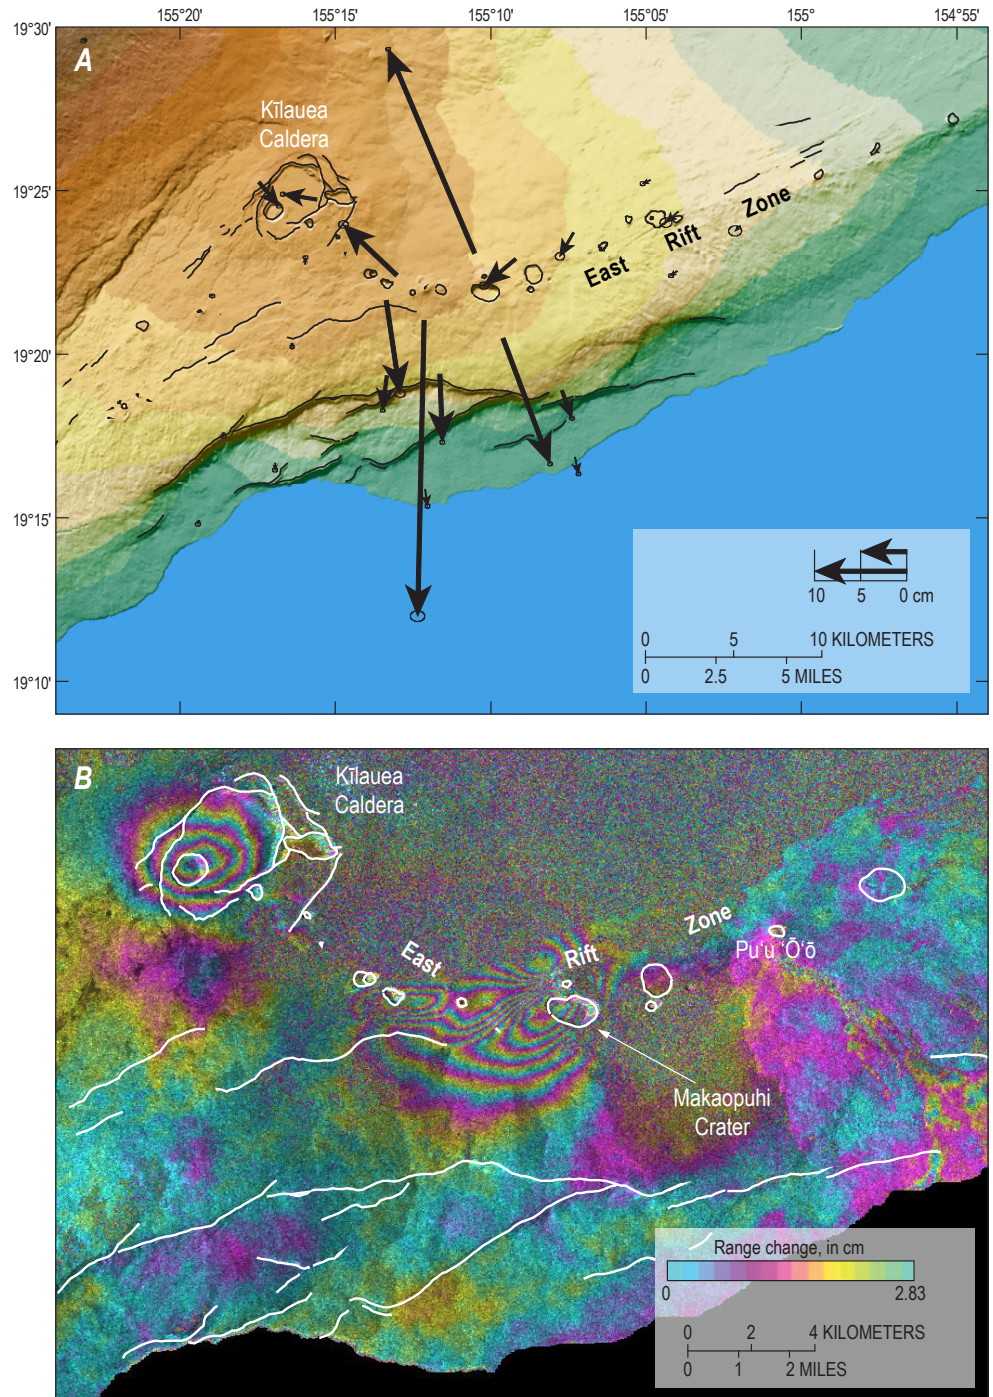 155°20' 155°15' 155°10' 155°05' 155° 154°55'
19°30'
A
Kīlauea
Caldera
19°25'
Zone
Rift
East
19°20'
19°15'
10 5 0 cm
0 5 10 KILOMETERS
0 2.5 5 MILES
19°10'
B
Kīlauea
Caldera
Zone
East
Rift
Pu‘u ‘Ō‘ō
Makaopuhi
Crater
Range change, in cm
0 2.83
0 2 4 KILOMETERS
0 1 2 MILES